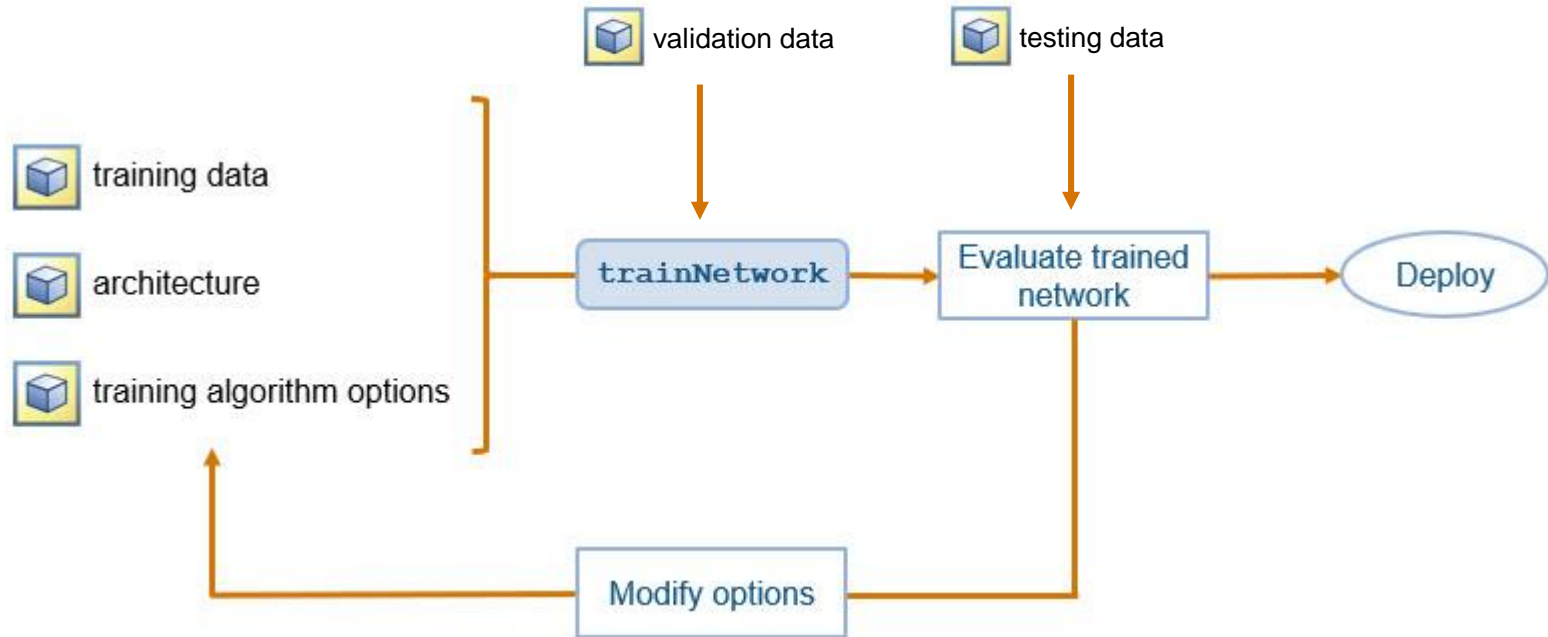 validation data
testing data
training data
architecture
training algorithm options
trainNetwork
Evaluate trained
network
Deploy
Modify options